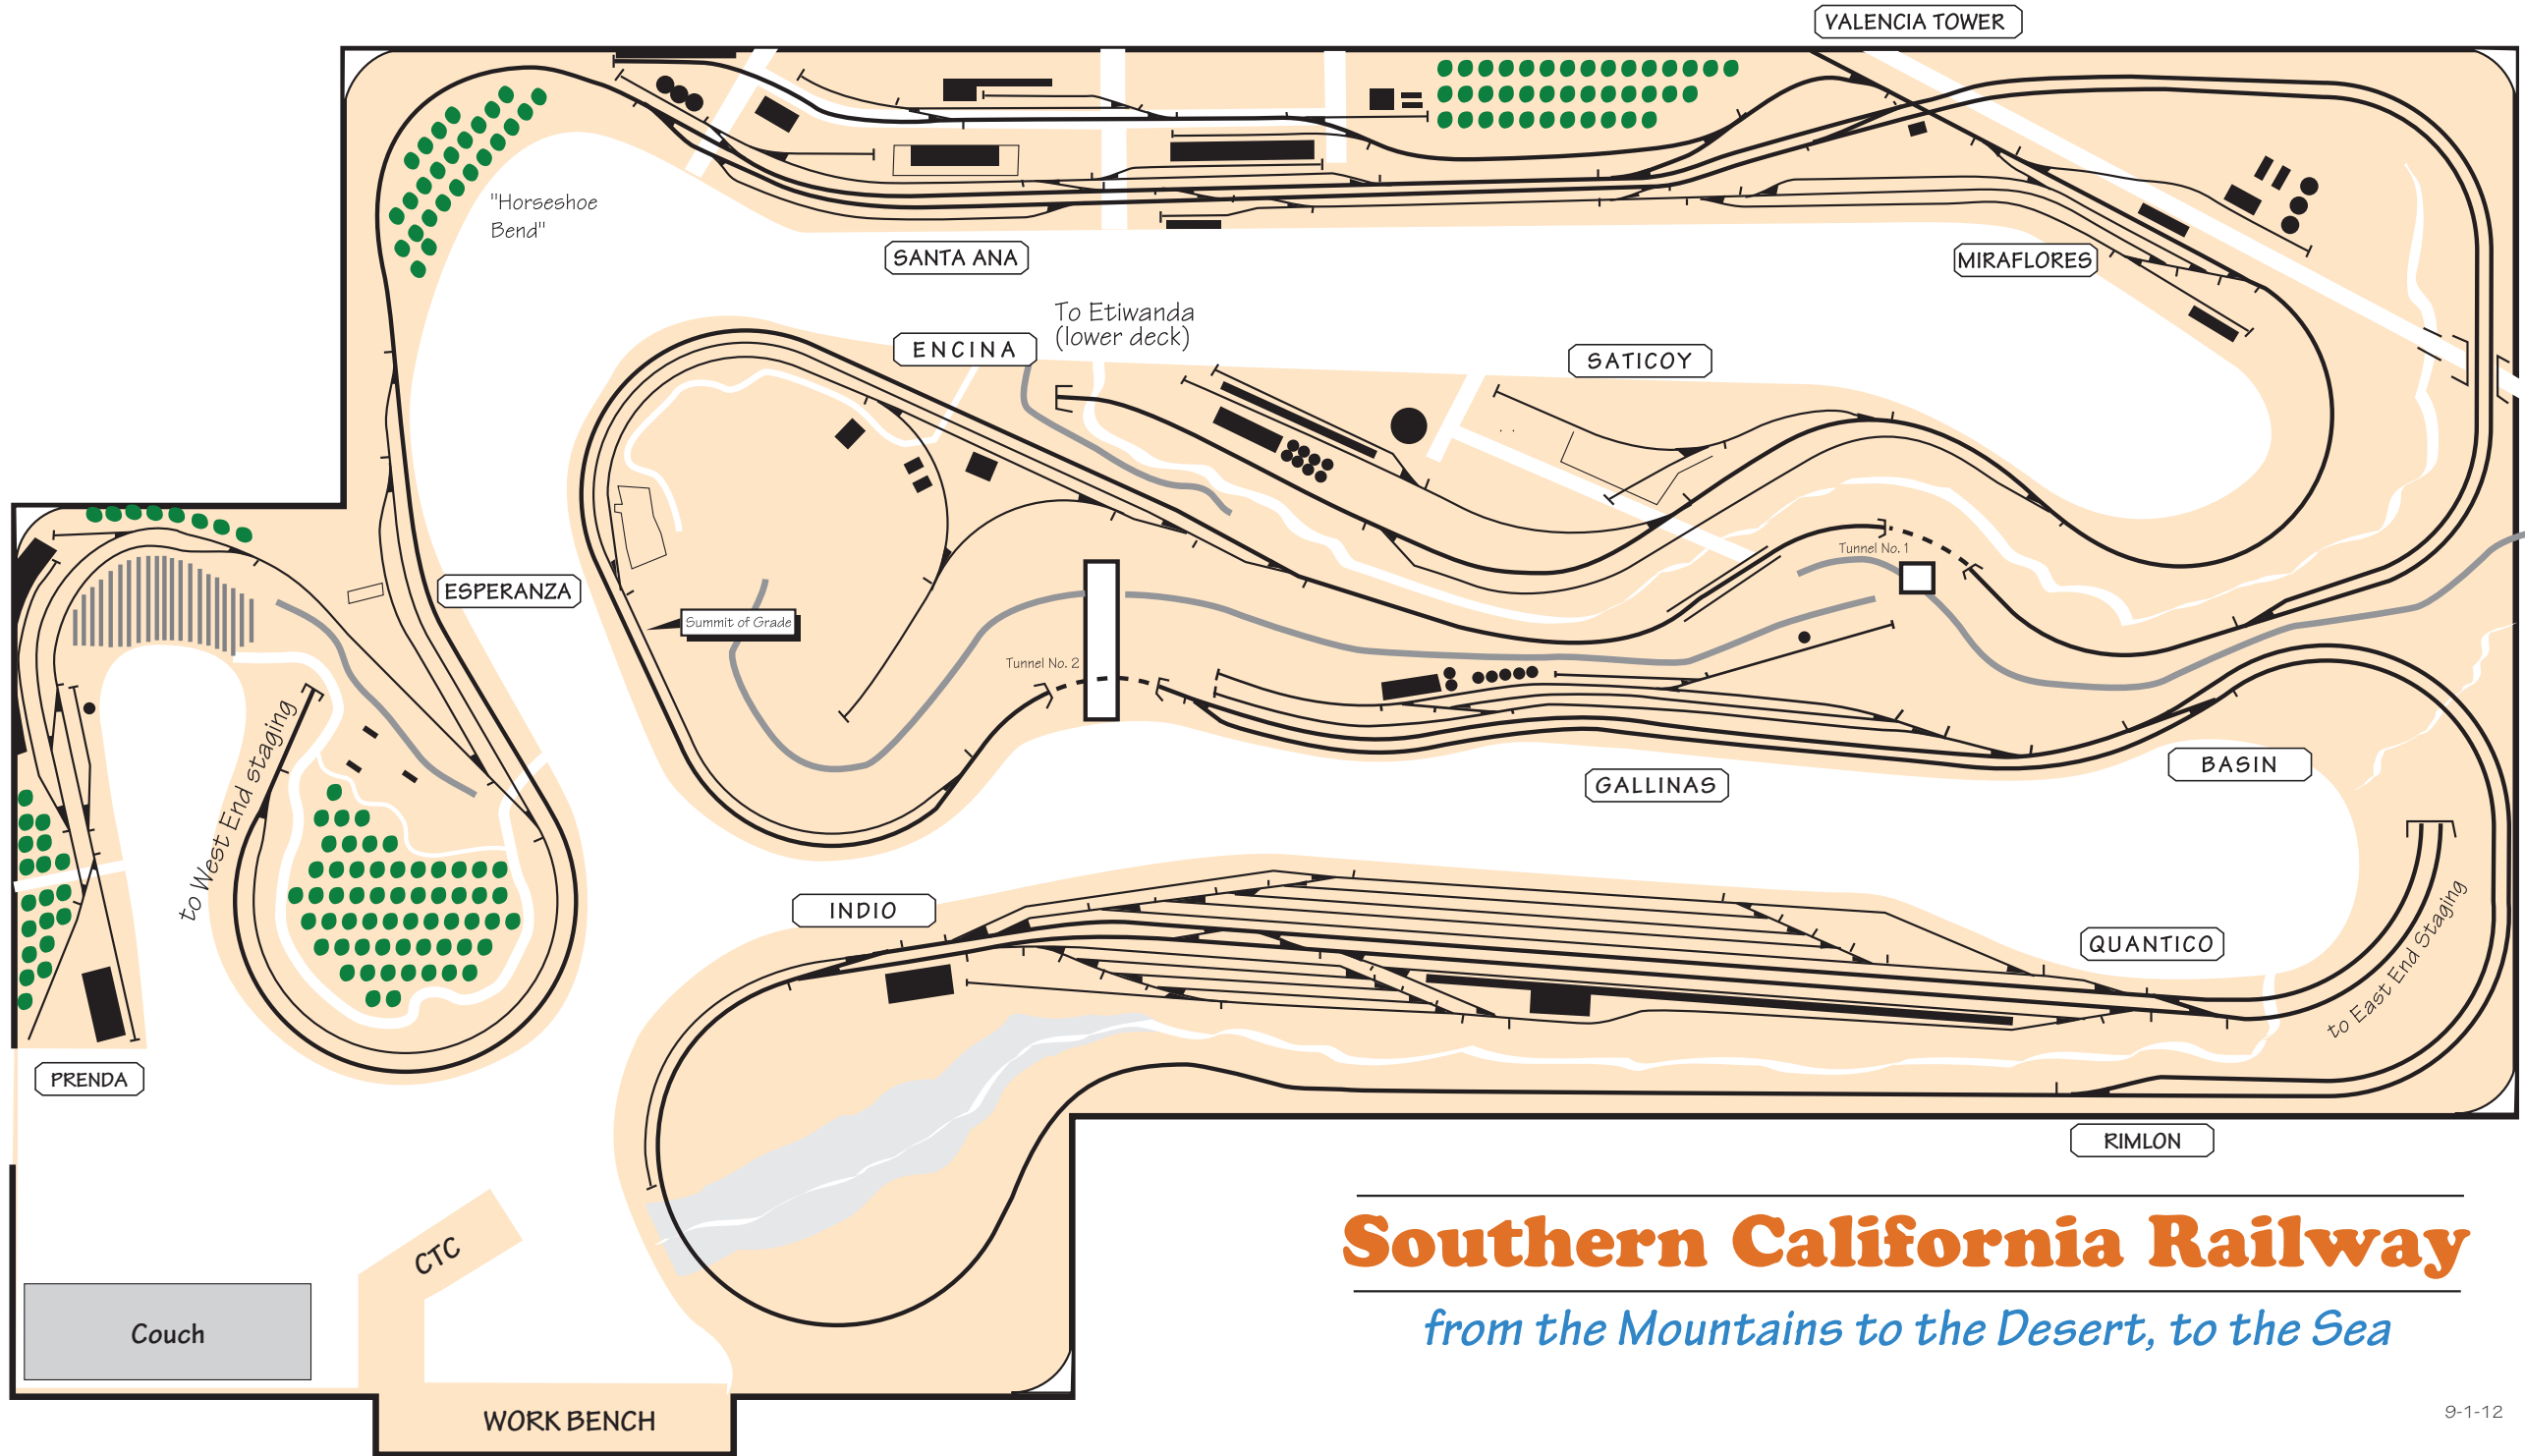 VALENCIA TOWER
"Horseshoe
Bend"
SANTA ANA
MIRAFLORES
To Etiwanda
(lower deck)
ENCINA
SATICOY
Tunnel No. 1
ESPERANZA
Summit of Grade
Tunnel No. 2
to West End staging
BASIN
GALLINAS
INDIO
QUANTICO
to East End Staging
PRENDA
RIMLON
Southern California Railway
from the Mountains to the Desert, to the Sea
CTC
Couch
WORK BENCH
9-1-12